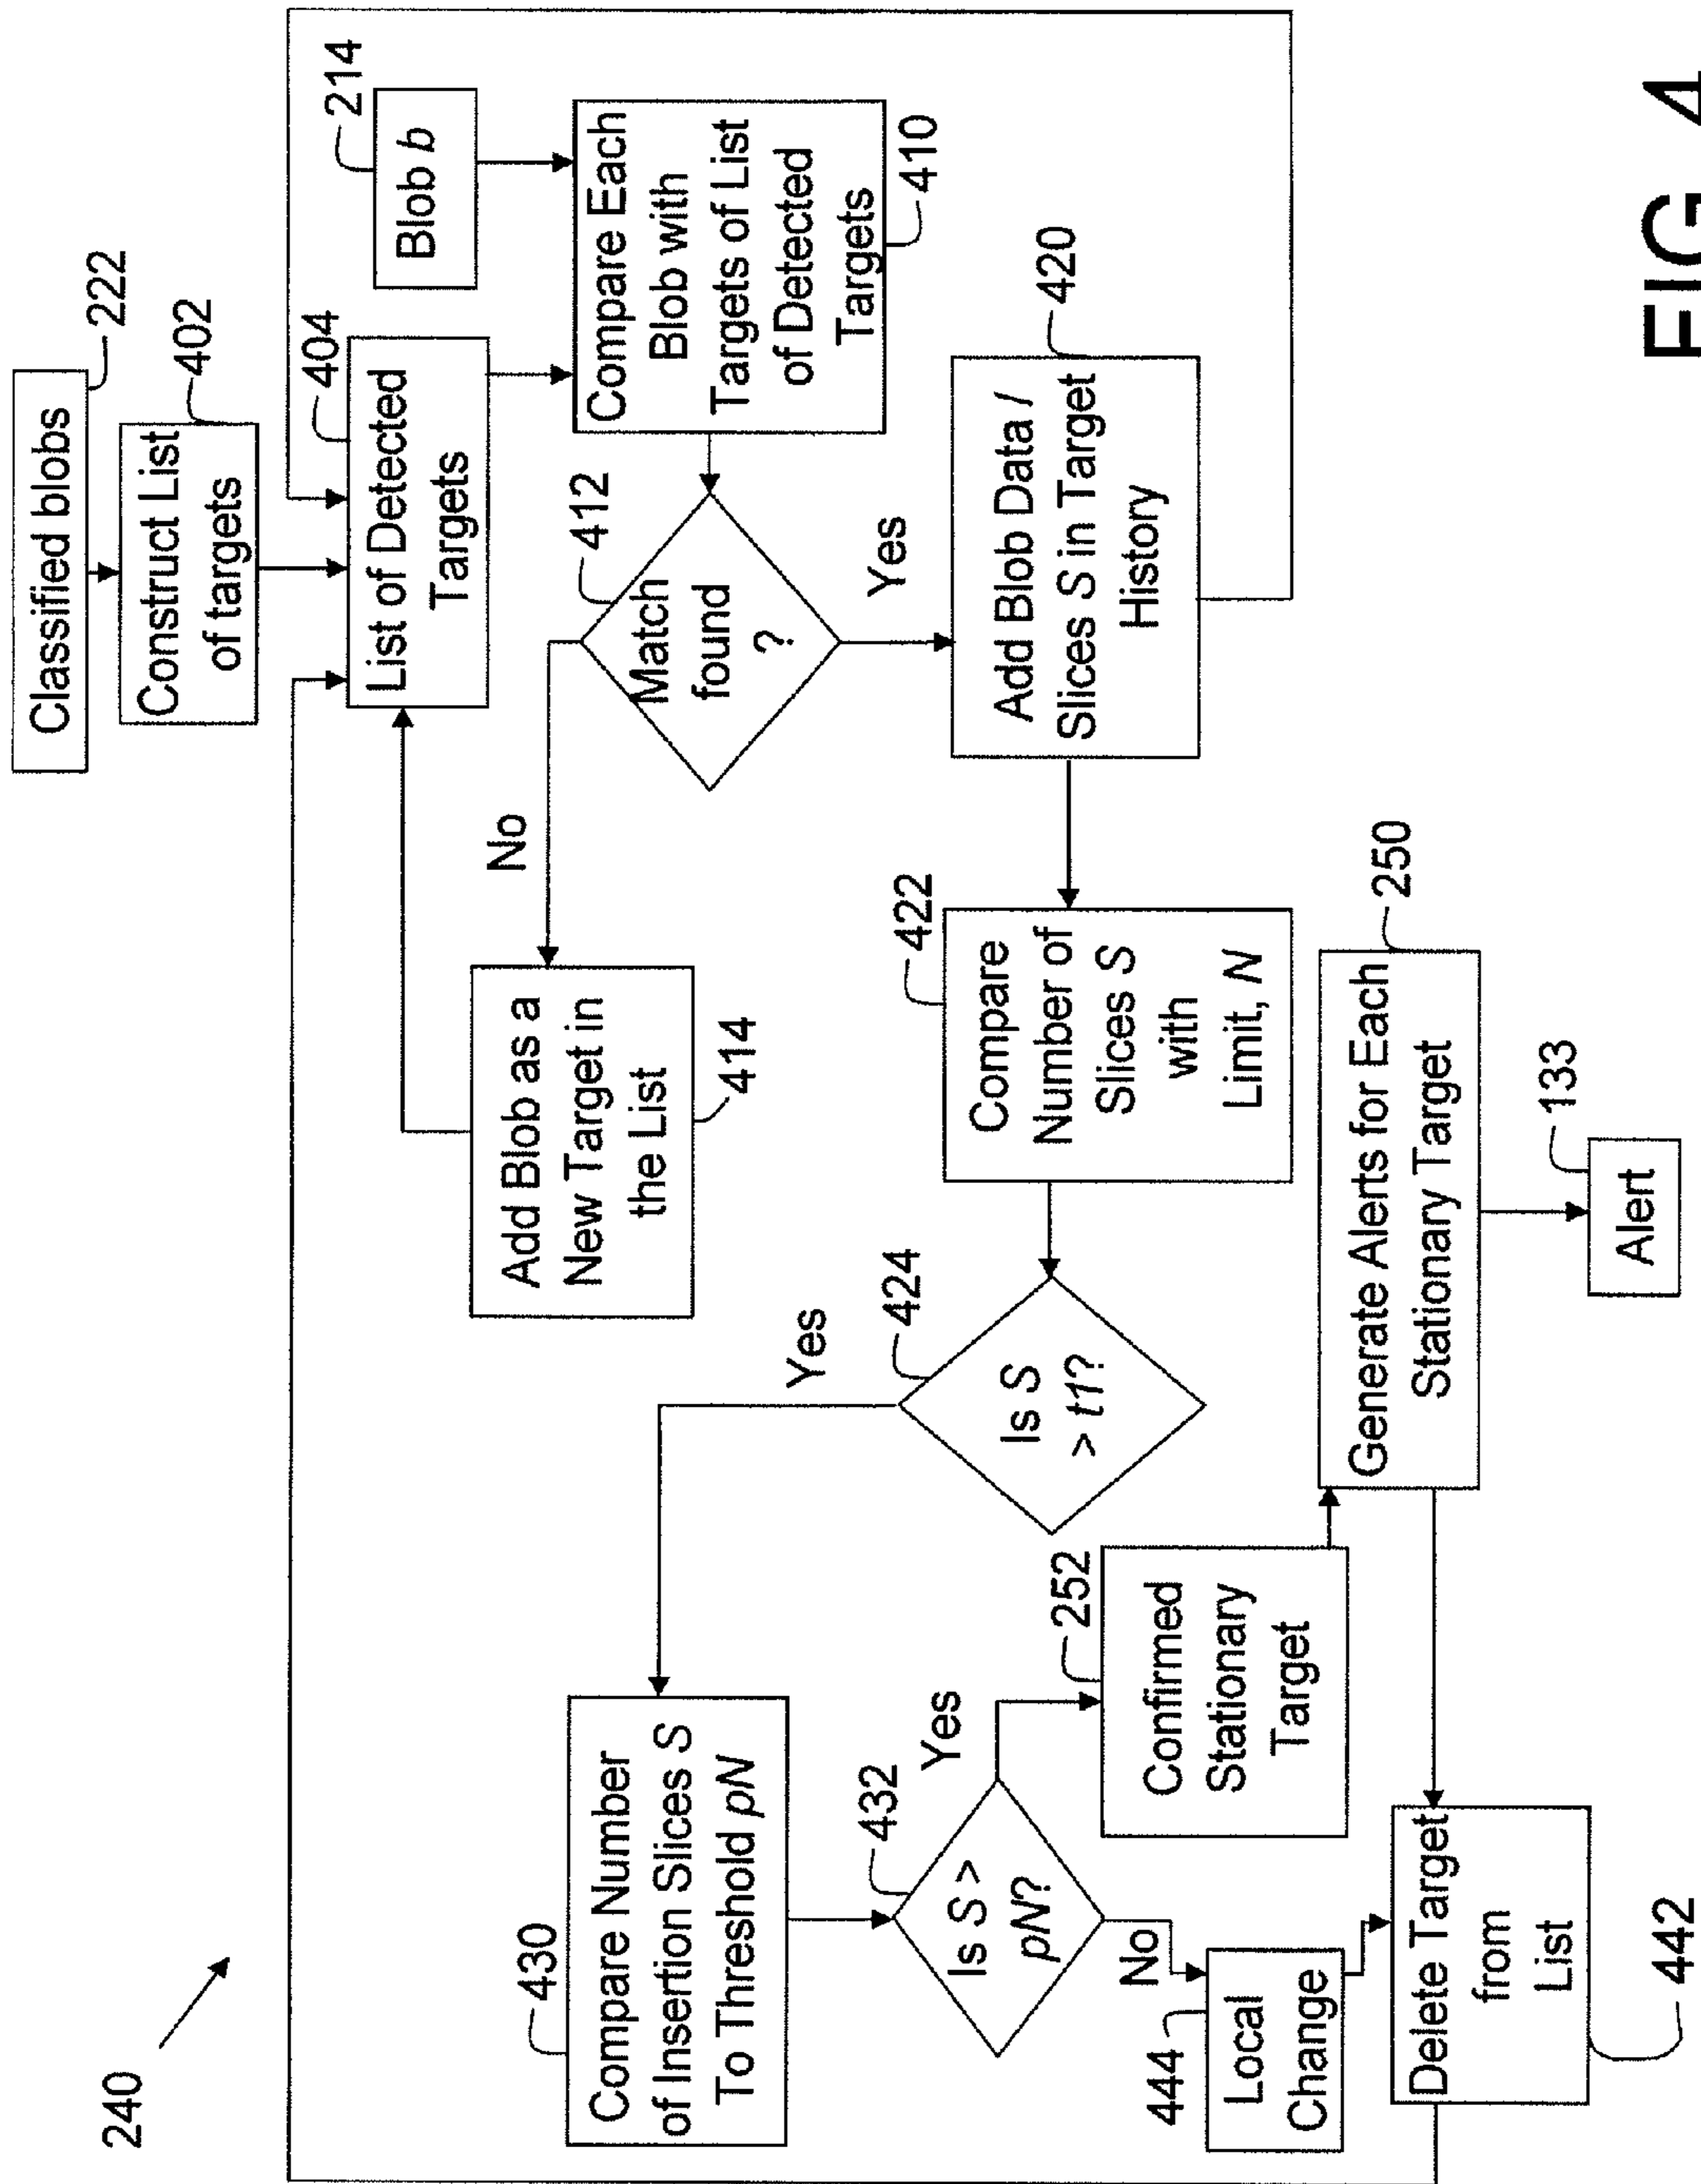 240
Classified blobs
222
Construct List
of targets
402
List of Detected
Targets
404
Blob b
214
Compare Each
Blob with
Targets of List
of Detected
Targets
410
Match
found
?
412
No
Yes
Add Blob as a
New Target in
the List
414
Add Blob Data /
Slices S in Target
History
420
Compare
Number of
Slices S
with
Limit, N
422
Is S
> t1?
424
Yes
Compare Number
of Insertion Slices S
To Threshold pN
430
Is S >
pN?
432
Yes
No
Confirmed
Stationary
Target
252
Generate Alerts for Each
Stationary Target
250
Alert
133
Local
Change
444
Delete Target
from
List
442
FIG. 4